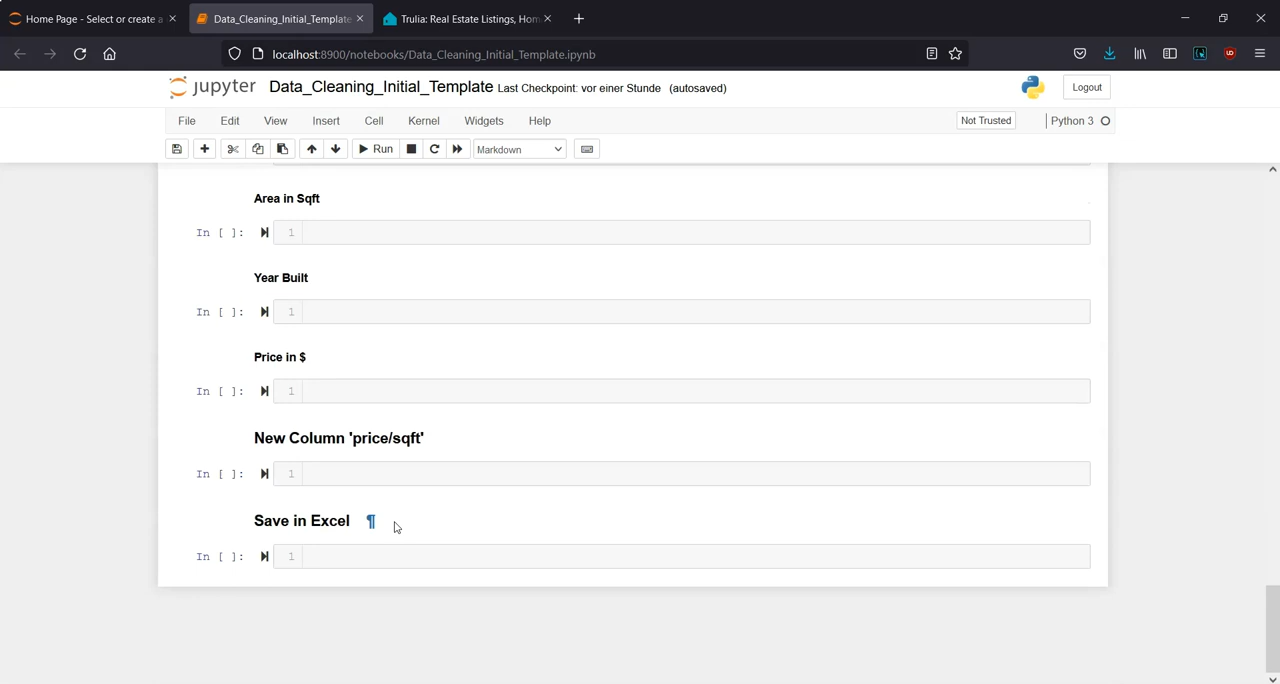 Home Page - Select or create a
Data_Cleaning_Initial_Template
Trulia: Real Estate Listings, Hom
localhost:8900/notebooks/Data_Cleaning_Initial_Template.ipynb
jupyter Data_Cleaning_Initial_Template Last Checkpoint: vor einer Stunde (autosaved)
Logout
File Edit View Insert Cell Kernel Widgets Help
Not Trusted
Python 3
Run
Markdown
Area in Sqft
In [ ]: 1
Year Built
In [ ]: 1
Price in $
In [ ]: 1
New Column 'price/sqft'
In [ ]: 1
Save in Excel ¶
In [ ]: 1